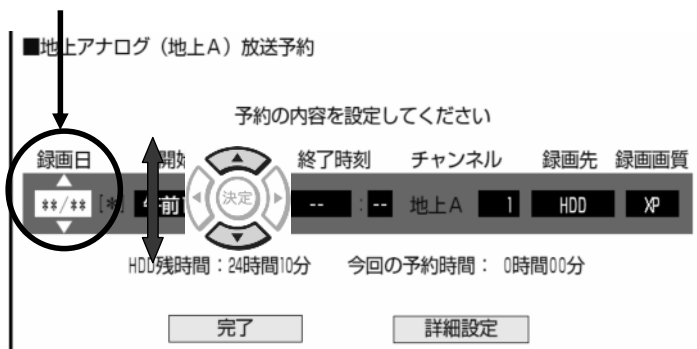 ■地上アナログ（地上A）放送予約
予約の内容を設定してください
録画日 開始 終了時刻 チャンネル 録画先 録画画質
**/** [*] 午前 決定 -- : -- 地上A 1 HDD XP
HDD残時間：24時間10分 今回の予約時間： 0時間00分
完了 詳細設定